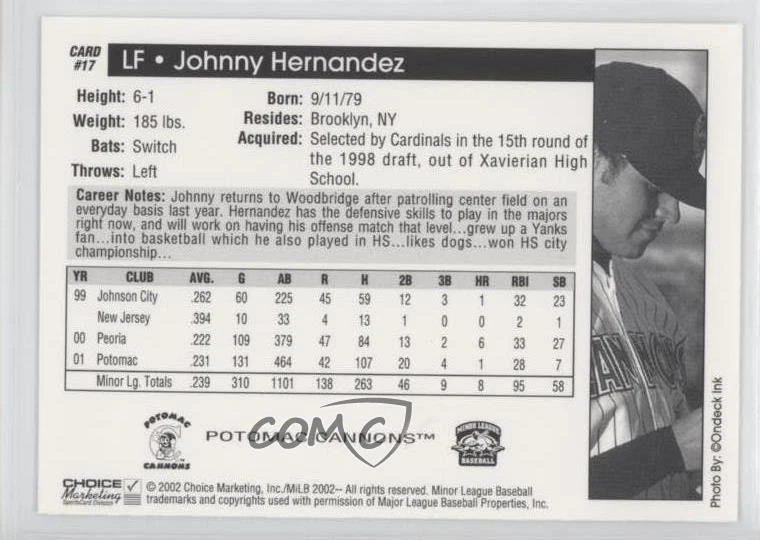 CARD
#17
LF • Johnny Hernandez
Height: 6-1
Weight: 185 lbs.
Bats: Switch
Throws: Left
Born: 9/11/79
Resides: Brooklyn, NY
Acquired: Selected by Cardinals in the 15th round of
the 1998 draft, out of Xavierian High
School.
Career Notes: Johnny returns to Woodbridge after patrolling center field on an
everyday basis last year. Hernandez has the defensive skills to play in the majors
right now, and will work on having his offense match that level...grew up a Yanks
fan...into basketball which he also played in HS...likes dogs...won HS city
championship...
YR CLUB AVG. G AB R H 2B 3B HR RBI SB
99 Johnson City .262 60 225 45 59 12 3 1 32 23
New Jersey .394 10 33 4 13 1 0 0 2 1
00 Peoria .222 109 379 47 84 13 2 6 33 27
01 Potomac .231 131 464 42 107 20 4 1 28 7
Minor Lg. Totals .239 310 1101 138 263 46 9 8 95 58
POTOMAC
CANNONS
POTOMAC CANNONS™
COMC
MINOR LEAGUE
BASEBALL
CHOICE
Marketing
SportsCard Division
© 2002 Choice Marketing, Inc./MiLB 2002-- All rights reserved. Minor League Baseball
trademarks and copyrights used with permission of Major League Baseball Properties, Inc.
Photo By: ©Ondeck Ink